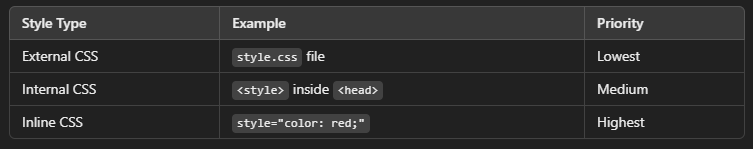 Style Type Example Priority
External CSS style.css file Lowest
Internal CSS <style> inside <head> Medium
Inline CSS style="color: red;" Highest